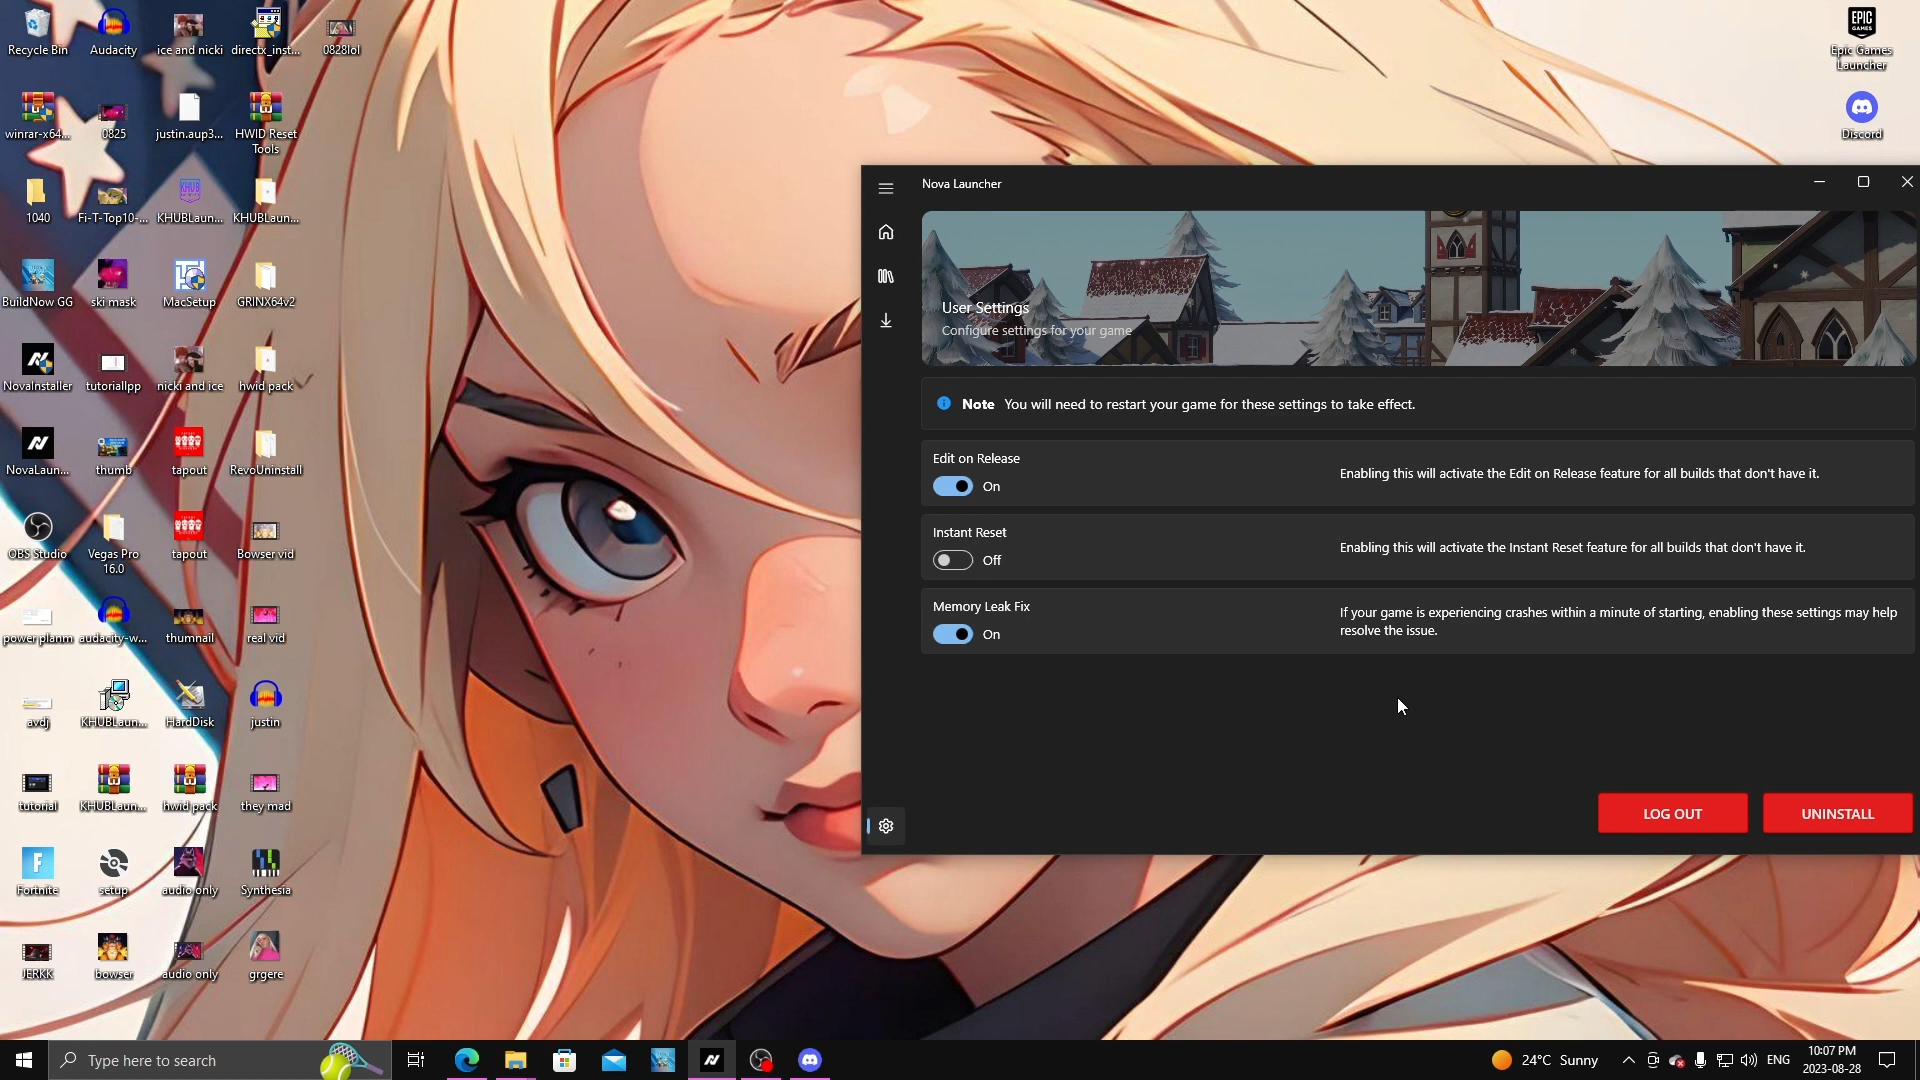 Recycle Bin
Audacity
ice and nicki
directx_inst...
0828lol
Epic Games
Launcher
winrar-x64...
0825
justin.aup3...
HWID Reset
Tools
Discord
1040
Fi-T-Top10-...
KHUBLaun...
KHUBLaun...
BuildNow GG
ski mask
MacSetup
GRINX64v2
NovaInstaller
tutoriallpp
nicki and ice
hwid pack
NovaLaun...
thumb
tapout
RevoUninstall
OBS Studio
Vegas Pro
16.0
tapout
Bowser vid
power planm
audacity-w...
thumnail
real vid
avdj
KHUBLaun...
HardDisk
justin
tutorial
KHUBLaun...
hwid pack
they mad
Fortnite
setup
audio only
Synthesia
JERKK
bowser
audio only
grgere
Nova Launcher
User Settings
Configure settings for your game
Note You will need to restart your game for these settings to take effect.
Edit on Release
On
Enabling this will activate the Edit on Release feature for all builds that don't have it.
Instant Reset
Off
Enabling this will activate the Instant Reset feature for all builds that don't have it.
Memory Leak Fix
On
If your game is experiencing crashes within a minute of starting, enabling these settings may help
resolve the issue.
LOG OUT
UNINSTALL
Type here to search
24°C Sunny
ENG
10:07 PM
2023-08-28